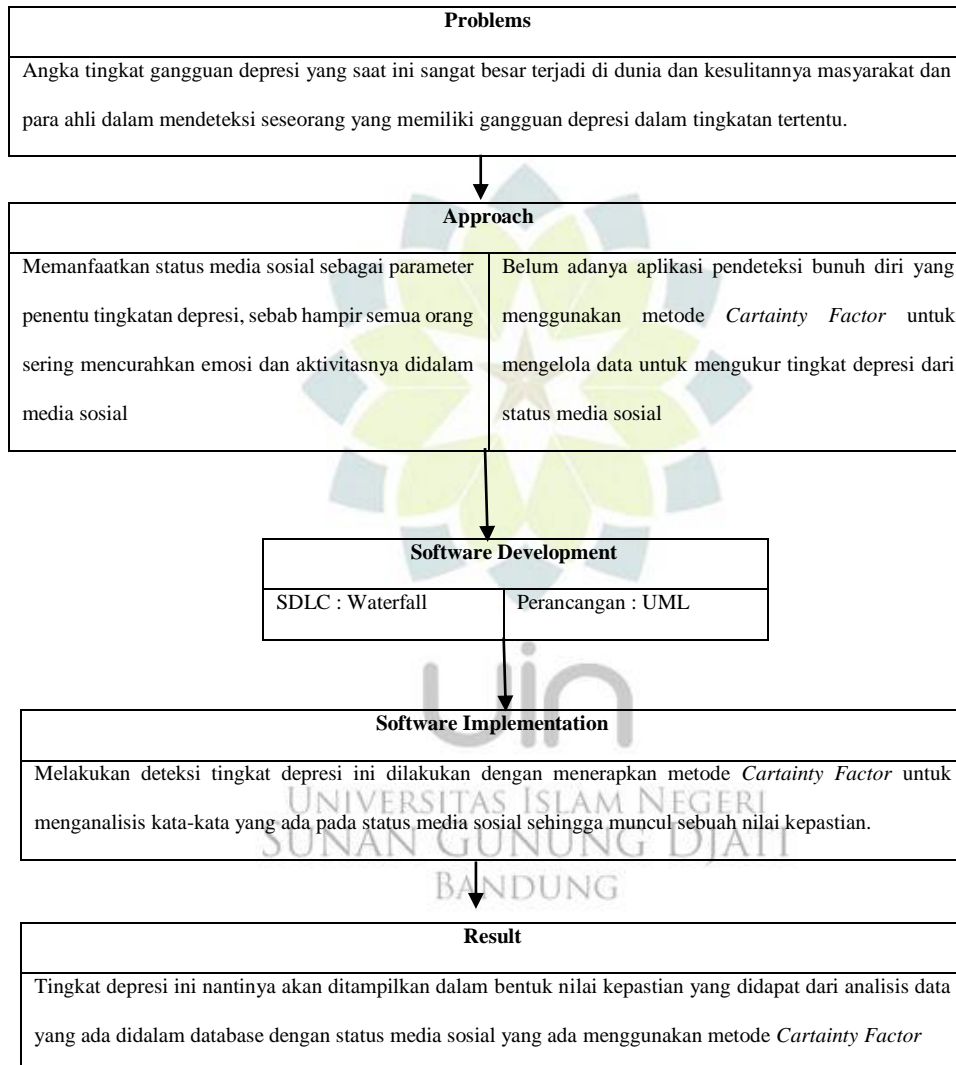 Problems
Angka tingkat gangguan depresi yang saat ini sangat besar terjadi di dunia dan kesulitannya masyarakat dan
para ahli dalam mendeteksi seseorang yang memiliki gangguan depresi dalam tingkatan tertentu.
Approach
Memanfaatkan status media sosial sebagai parameter
penentu tingkatan depresi, sebab hampir semua orang
sering mencurahkan emosi dan aktivitasnya didalam
media sosial
Belum adanya aplikasi pendeteksi bunuh diri yang
menggunakan metode Cartainty Factor untuk
mengelola data untuk mengukur tingkat depresi dari
status media sosial
Software Development
SDLC : Waterfall
Perancangan : UML
uin
Software Implementation
Melakukan deteksi tingkat depresi ini dilakukan dengan menerapkan metode Cartainty Factor untuk
UNIVERSITAS ISLAM NEGERI
menganalisis kata-kata yang ada pada status media sosial sehingga muncul sebuah nilai kepastian.
SUNAN GUNUNG DJATI
BANDUNG
Result
Tingkat depresi ini nantinya akan ditampilkan dalam bentuk nilai kepastian yang didapat dari analisis data
yang ada didalam database dengan status media sosial yang ada menggunakan metode Cartainty Factor